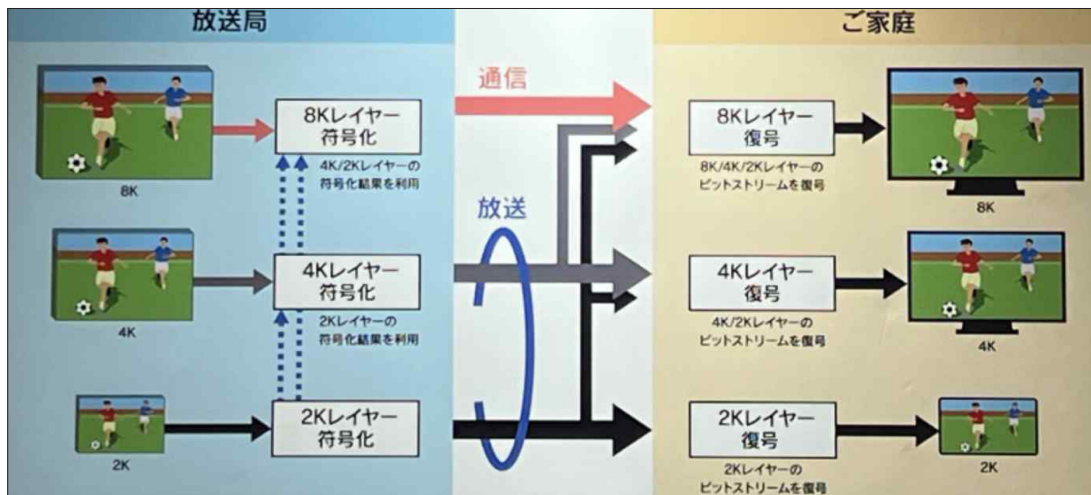 放送局
ご家庭
通信
8Kレイヤー
符号化
4K/2Kレイヤーの
符号化結果を利用
8K
8Kレイヤー
復号
8K/4K/2Kレイヤーの
ビットストリームを復号
8K
放送
4Kレイヤー
符号化
2Kレイヤーの
符号化結果を利用
4K
4Kレイヤー
復号
4K/2Kレイヤーの
ビットストリームを復号
4K
2Kレイヤー
符号化
2K
2Kレイヤー
復号
2Kレイヤーの
ビットストリームを復号
2K